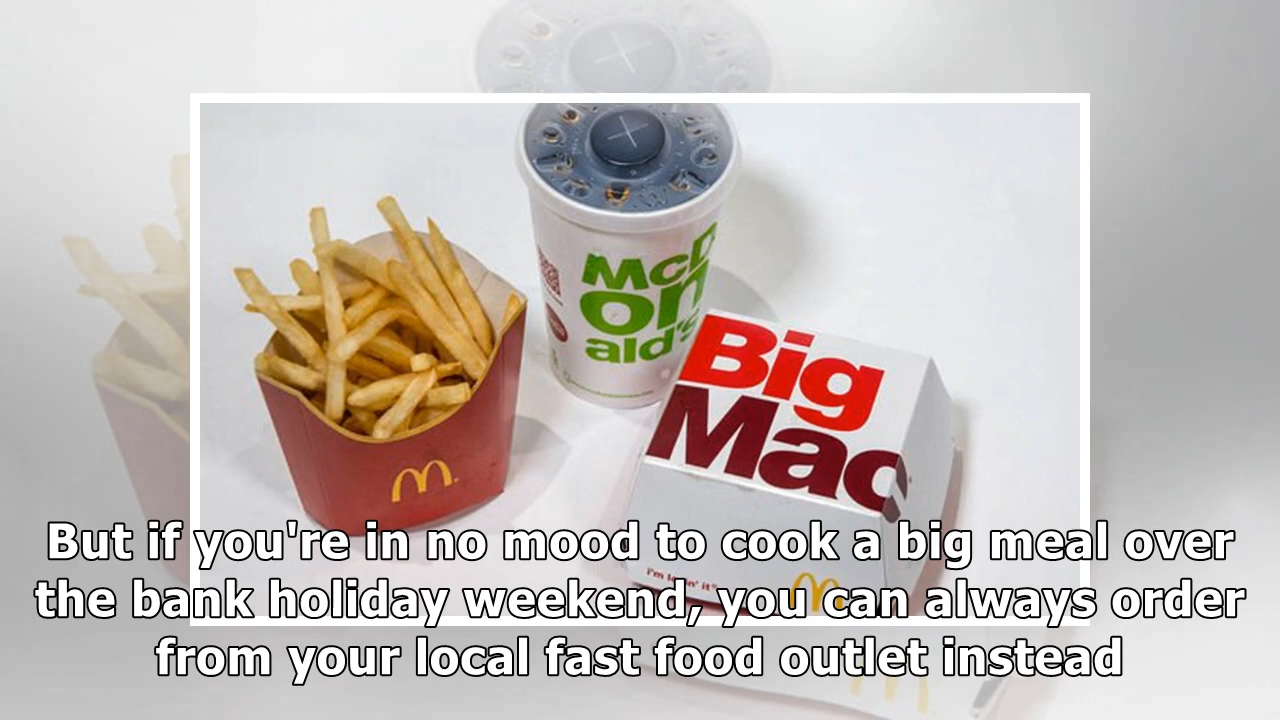 McD
on
ald's
Big
Mac
But if you're in no mood to cook a big meal over
the bank holiday weekend, you can always order
from your local fast food outlet instead